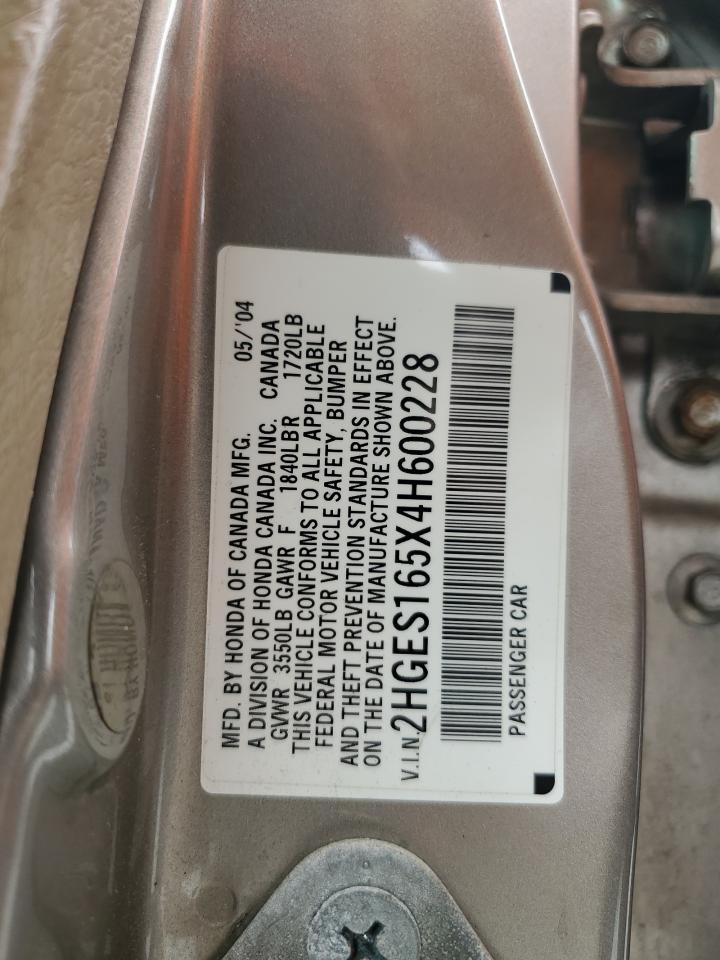 MFD. BY HONDA OF CANADA MFG. 05/'04
A DIVISION OF HONDA CANADA INC. CANADA
GVWR 3550LB GAWR F 1840LBR 1720LB
THIS VEHICLE CONFORMS TO ALL APPLICABLE
FEDERAL MOTOR VEHICLE SAFETY, BUMPER
AND THEFT PREVENTION STANDARDS IN EFFECT
ON THE DATE OF MANUFACTURE SHOWN ABOVE.
V.I.N. 2HGES165X4H600228
PASSENGER CAR